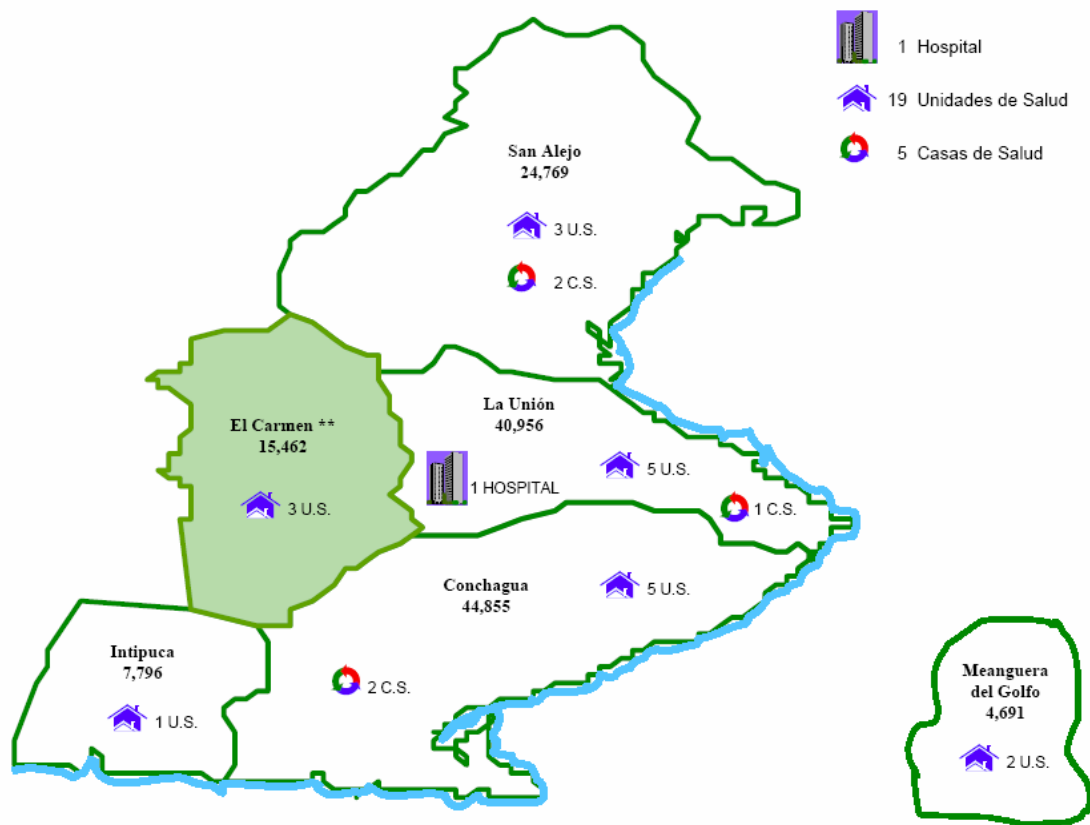 1 Hospital
19 Unidades de Salud
5 Casas de Salud
San Alejo
24,769
3 U.S.
2 C.S.
La Unión
40,956
5 U.S.
1 HOSPITAL
1 C.S.
El Carmen **
15,462
3 U.S.
Conchagua
44,855
5 U.S.
2 C.S.
Intipuca
7,796
1 U.S.
Meanguera
del Golfo
4,691
2 U.S.